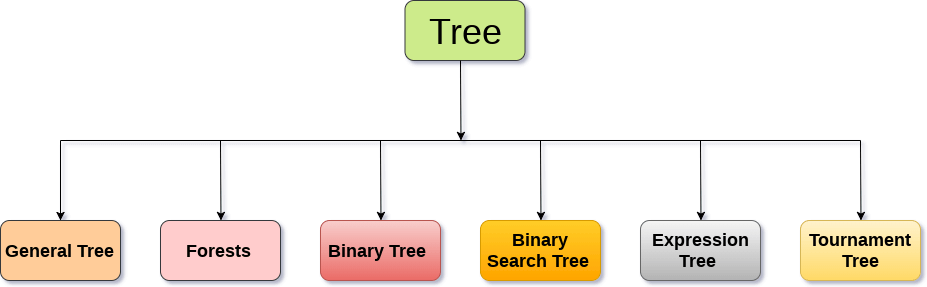 Tree
General Tree
Forests
Binary Tree
Binary
Search Tree
Expression
Tree
Tournament
Tree